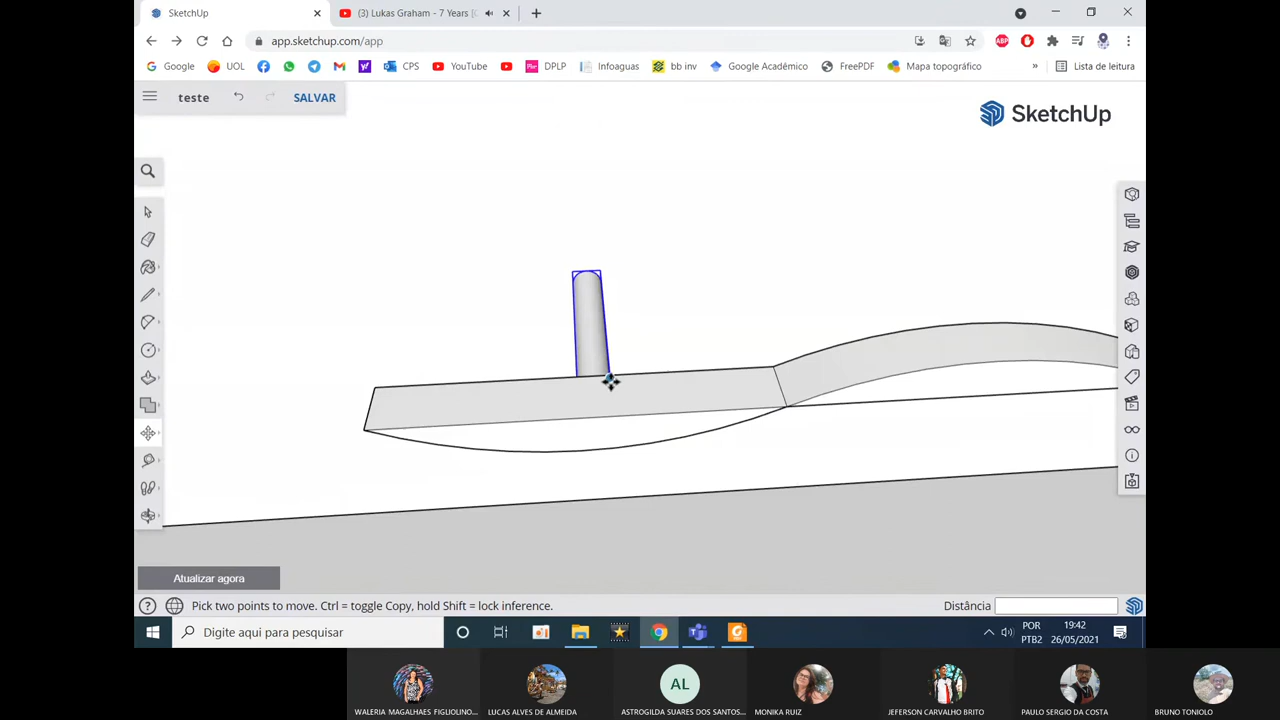 SketchUp
(3) Lukas Graham - 7 Years [
app.sketchup.com/app
Google
UOL
CPS
YouTube
DPLP
Infoaguas
bb inv
Google Acadêmico
FreePDF
Mapa topográfico
»
Lista de leitura
teste
SALVAR
SketchUp
Atualizar agora
Pick two points to move. Ctrl = toggle Copy, hold Shift = lock inference.
Distância
Digite aqui para pesquisar
POR
PTB2
19:42
26/05/2021
AL
WALERIA MAGALHAES FIGLIOLINO...
LUCAS ALVES DE ALMEIDA
ASTROGILDA SUARES DOS SANTOS...
MONIKA RUIZ
JEFERSON CARVALHO BRITO
PAULO SERGIO DA COSTA
BRUNO TONIOLO